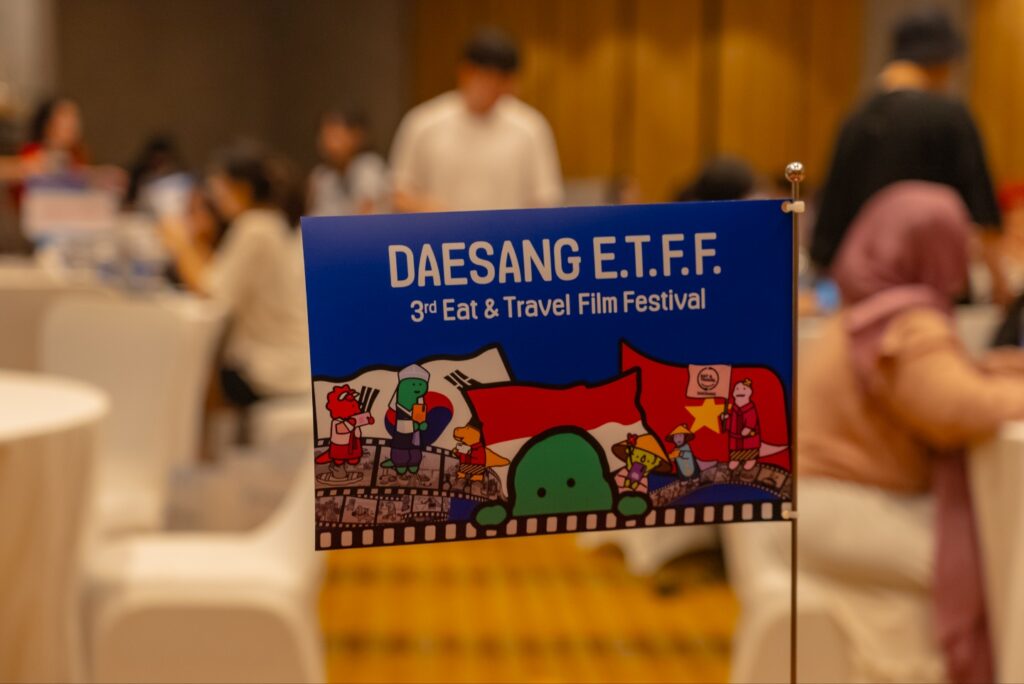 DAESANG E.T.F.F.
3rd Eat & Travel Film Festival